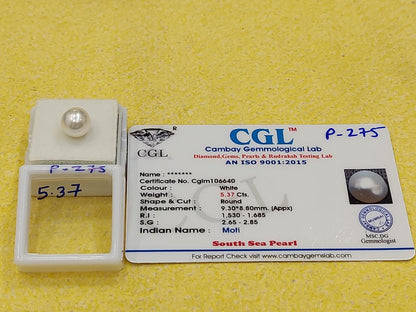 P-275
5.37
R
CGL
CGL™
Cambay Gemmological Lab
Diamond, Gems, Pearls & Rudraksh Testing Lab
AN ISO 9001:2015
P-275
Name : *******
Certificate No. Cglm106640
Colour : White
Weight : 5.37 Cts.
Shape & Cut : Round
Measurement : 9.30*8.80mm. (Appx)
R.I : 1.530 - 1.685
S.G : 2.65 - 2.85
Indian Name : Moti
South Sea Pearl
For Report Check Visit : www.cambaygemslab.com
MSC,DG
Gemmologist